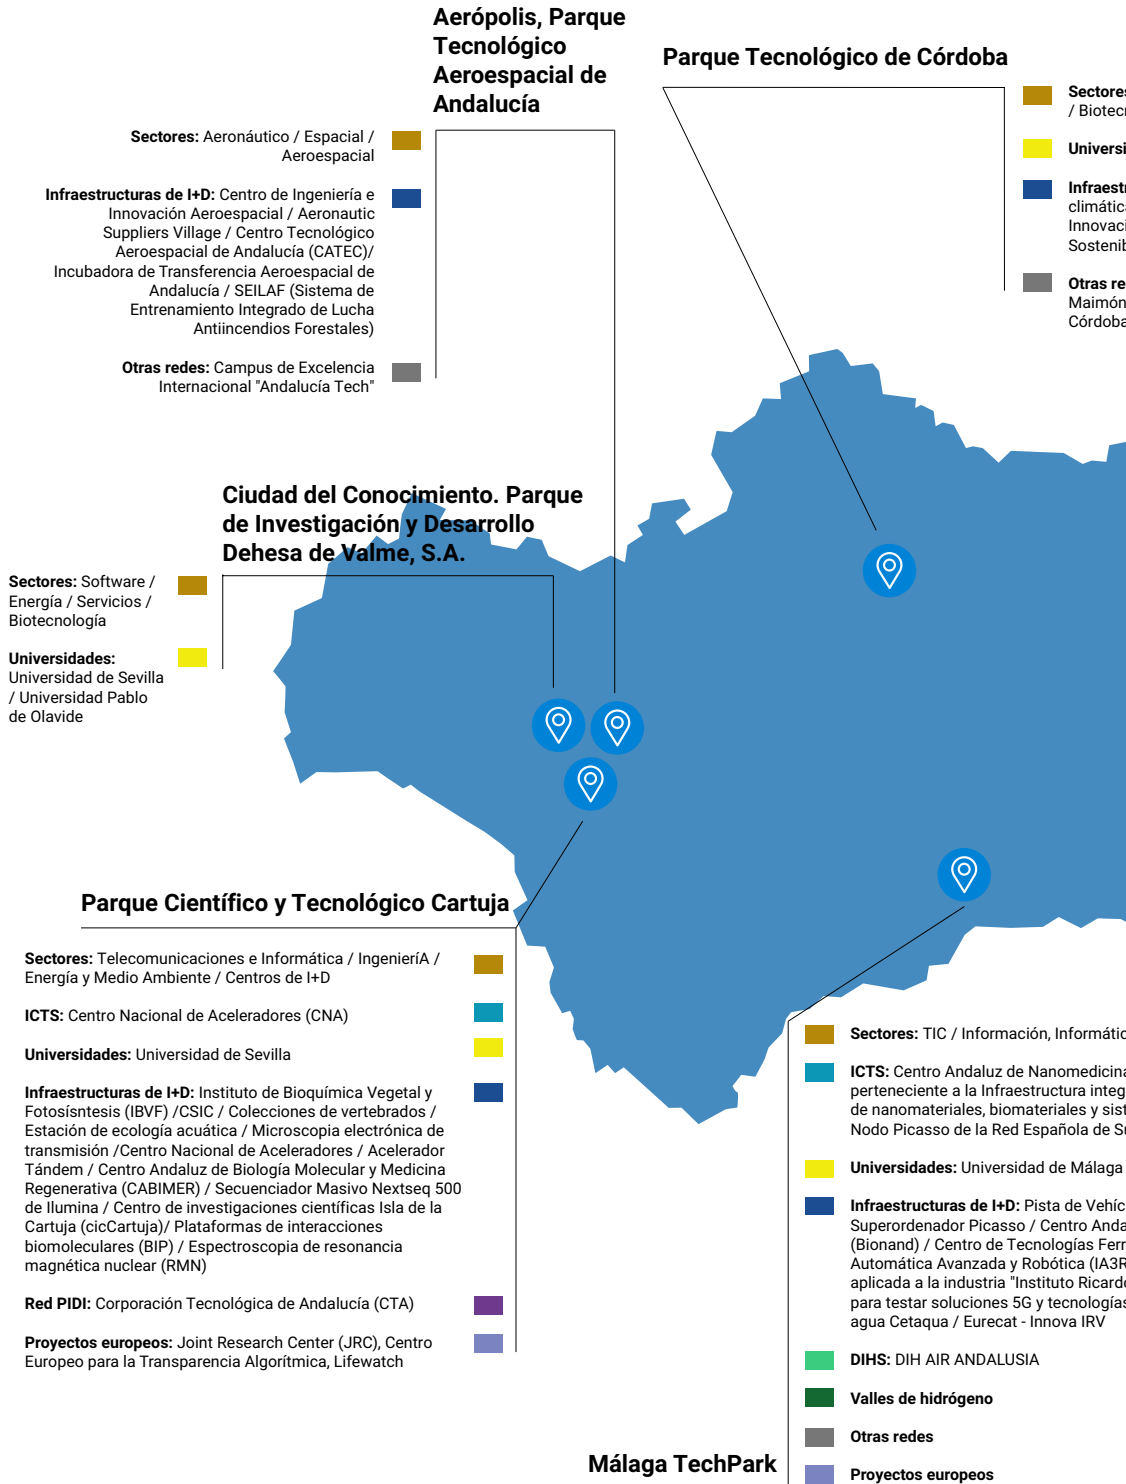 Aerópolis, Parque
Tecnológico
Aeroespacial de
Andalucía
Sectores: Aeronáutico / Espacial /
Aeroespacial
Infraestructuras de I+D: Centro de Ingeniería e
Innovación Aeroespacial / Aeronautic
Suppliers Village / Centro Tecnológico
Aeroespacial de Andalucía (CATEC)/
Incubadora de Transferencia Aeroespacial de
Andalucía / SEILAF (Sistema de
Entrenamiento Integrado de Lucha
Antiincendios Forestales)
Otras redes: Campus de Excelencia
Internacional "Andalucía Tech"
Parque Tecnológico de Córdoba
Sectores
/ Biotecn
Universi
Infraestr
climática
Innovaci
Sostenib
Otras re
Maimón
Córdoba
Ciudad del Conocimiento. Parque
de Investigación y Desarrollo
Dehesa de Valme, S.A.
Sectores: Software /
Energía / Servicios /
Biotecnología
Universidades:
Universidad de Sevilla
/ Universidad Pablo
de Olavide
Parque Científico y Tecnológico Cartuja
Sectores: Telecomunicaciones e Informática / IngenieríA /
Energía y Medio Ambiente / Centros de I+D
ICTS: Centro Nacional de Aceleradores (CNA)
Universidades: Universidad de Sevilla
Infraestructuras de I+D: Instituto de Bioquímica Vegetal y
Fotosísntesis (IBVF) /CSIC / Colecciones de vertebrados /
Estación de ecología acuática / Microscopia electrónica de
transmisión /Centro Nacional de Aceleradores / Acelerador
Tándem / Centro Andaluz de Biología Molecular y Medicina
Regenerativa (CABIMER) / Secuenciador Masivo Nextseq 500
de Ilumina / Centro de investigaciones científicas Isla de la
Cartuja (cicCartuja)/ Plataformas de interacciones
biomoleculares (BIP) / Espectroscopia de resonancia
magnética nuclear (RMN)
Red PIDI: Corporación Tecnológica de Andalucía (CTA)
Proyectos europeos: Joint Research Center (JRC), Centro
Europeo para la Transparencia Algorítmica, Lifewatch
Sectores: TIC / Información, Informátic
ICTS: Centro Andaluz de Nanomedicina
perteneciente a la Infraestructura integ
de nanomateriales, biomateriales y sist
Nodo Picasso de la Red Española de Su
Universidades: Universidad de Málaga
Infraestructuras de I+D: Pista de Vehíc
Superordenador Picasso / Centro Anda
(Bionand) / Centro de Tecnologías Ferr
Automática Avanzada y Robótica (IA3R
aplicada a la industria "Instituto Ricardo
para testar soluciones 5G y tecnologías
agua Cetaqua / Eurecat - Innova IRV
DIHS: DIH AIR ANDALUSIA
Valles de hidrógeno
Otras redes
Proyectos europeos
Málaga TechPark